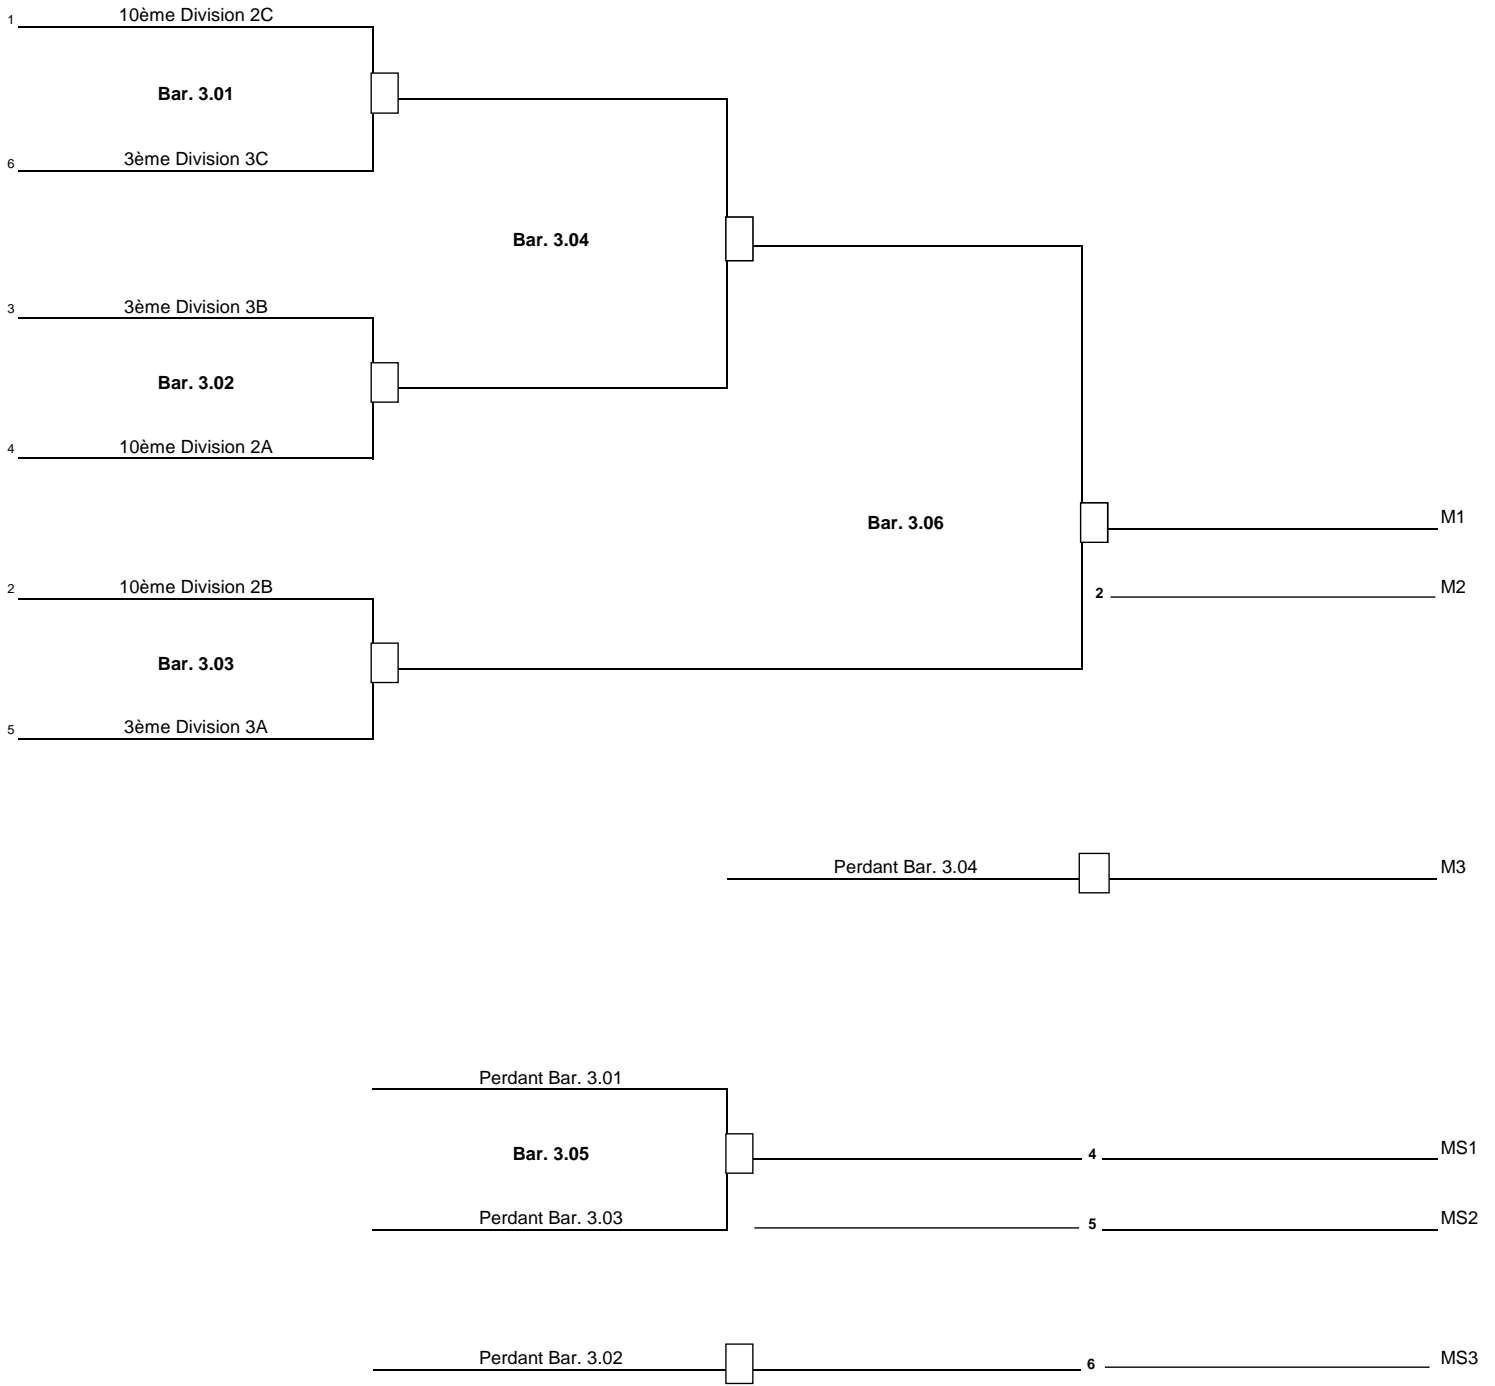 1 10ème Division 2C
Bar. 3.01
6 3ème Division 3C
Bar. 3.04
3 3ème Division 3B
Bar. 3.02
4 10ème Division 2A
Bar. 3.06
M1
2 10ème Division 2B
2 M2
Bar. 3.03
5 3ème Division 3A
Perdant Bar. 3.04 M3
Perdant Bar. 3.01
Bar. 3.05 4 MS1
Perdant Bar. 3.03 5 MS2
Perdant Bar. 3.02 6 MS3